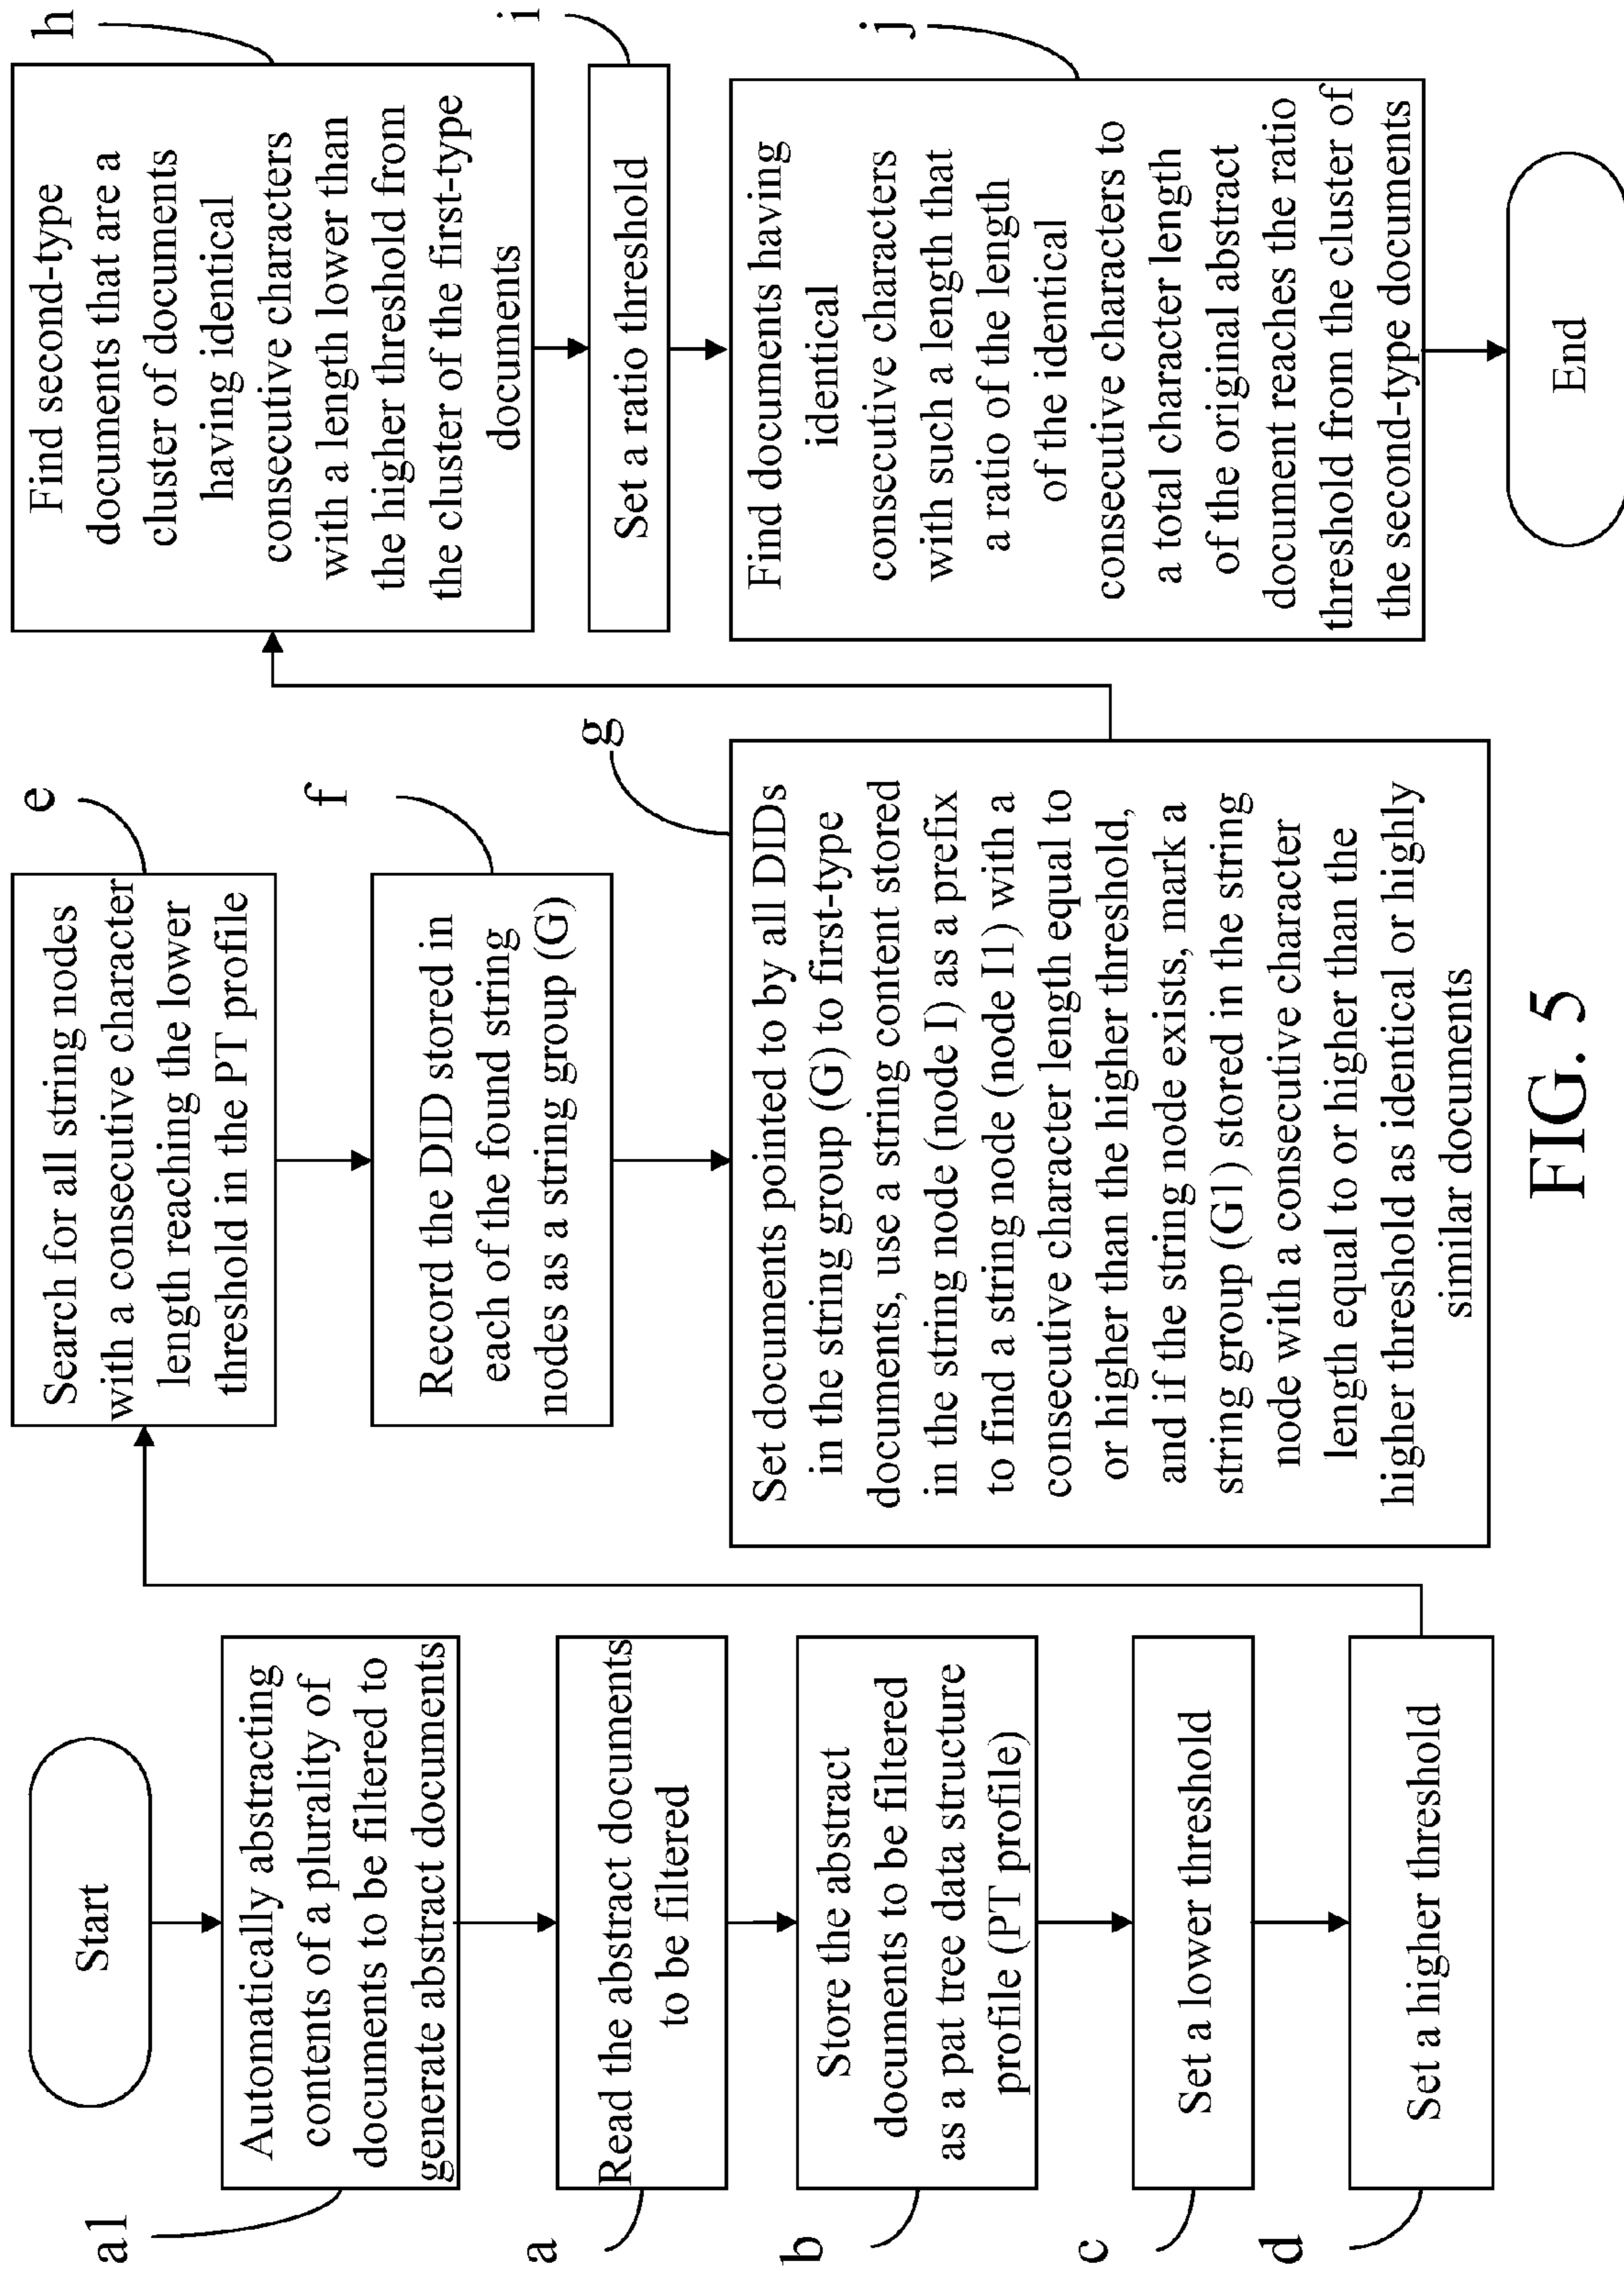 Start
a1
Automatically abstracting
contents of a plurality of
documents to be filtered to
generate abstract documents
a
Read the abstract documents
to be filtered
b
Store the abstract
documents to be filtered
as a pat tree data structure
profile (PT profile)
c
Set a lower threshold
d
Set a higher threshold
e
Search for all string nodes
with a consecutive character
length reaching the lower
threshold in the PT profile
f
Record the DID stored in
each of the found string
nodes as a string group (G)
g
Set documents pointed to by all DIDs
in the string group (G) to first-type
documents, use a string content stored
in the string node (node I) as a prefix
to find a string node (node I1) with a
consecutive character length equal to
or higher than the higher threshold,
and if the string node exists, mark a
string group (G1) stored in the string
node with a consecutive character
length equal to or higher than the
higher threshold as identical or highly
similar documents
h
Find second-type
documents that are a
cluster of documents
having identical
consecutive characters
with a length lower than
the higher threshold from
the cluster of the first-type
documents
i
Set a ratio threshold
j
Find documents having
identical
consecutive characters
with such a length that
a ratio of the length
of the identical
consecutive characters to
a total character length
of the original abstract
document reaches the ratio
threshold from the cluster of
the second-type documents
End
FIG. 5